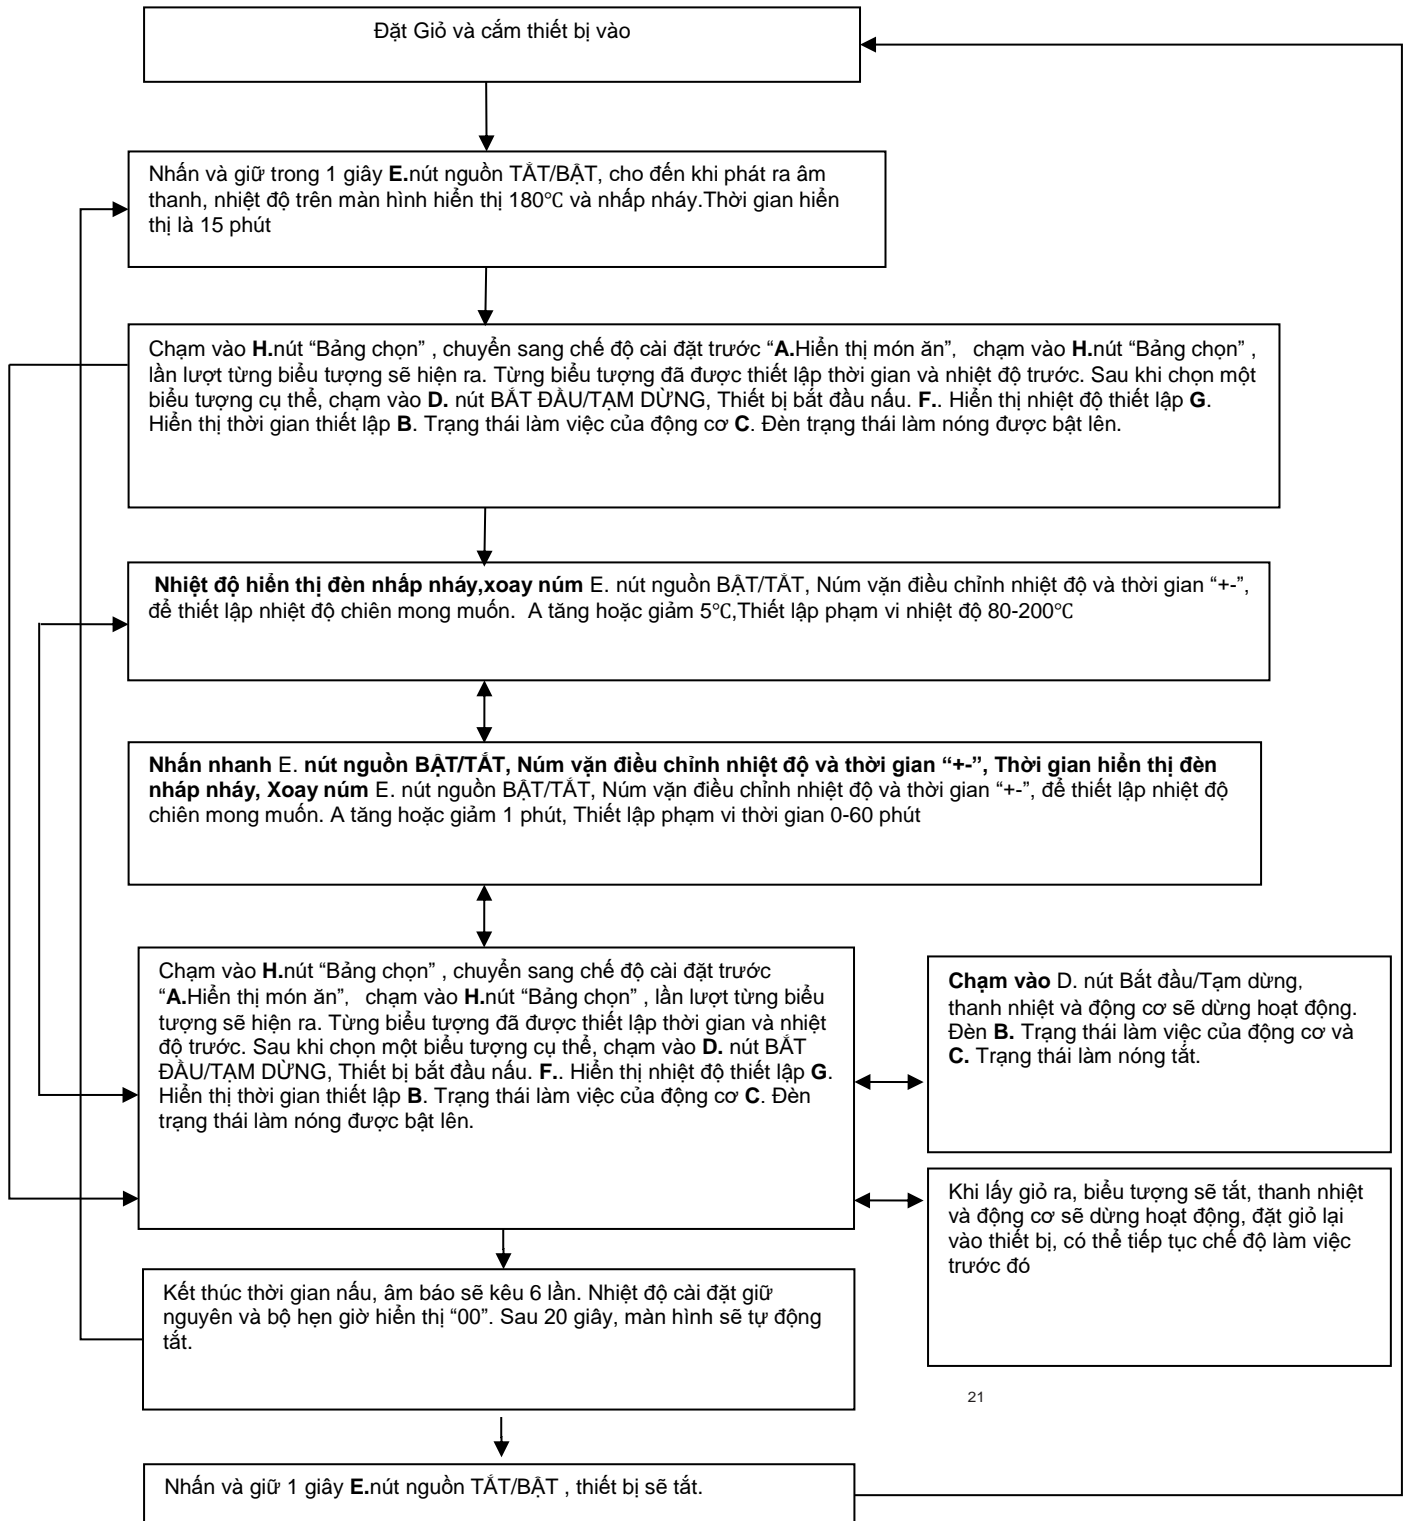 Đặt Giỏ và cắm thiết bị vào
Nhấn và giữ trong 1 giây E.nút nguồn TẮT/BẬT, cho đến khi phát ra âm
thanh, nhiệt độ trên màn hình hiển thị 180℃ và nhấp nháy.Thời gian hiển
thị là 15 phút
Chạm vào H.nút “Bảng chọn” , chuyển sang chế độ cài đặt trước “A.Hiển thị món ăn”, chạm vào H.nút “Bảng chọn” ,
lần lượt từng biểu tượng sẽ hiện ra. Từng biểu tượng đã được thiết lập thời gian và nhiệt độ trước. Sau khi chọn một
biểu tượng cụ thể, chạm vào D. nút BẮT ĐẦU/TẠM DỪNG, Thiết bị bắt đầu nấu. F.. Hiển thị nhiệt độ thiết lập G.
Hiển thị thời gian thiết lập B. Trạng thái làm việc của động cơ C. Đèn trạng thái làm nóng được bật lên.
Nhiệt độ hiển thị đèn nhấp nháy,xoay núm E. nút nguồn BẬT/TẮT, Núm vặn điều chỉnh nhiệt độ và thời gian “+-”,
để thiết lập nhiệt độ chiên mong muốn. A tăng hoặc giảm 5℃,Thiết lập phạm vi nhiệt độ 80-200℃
Nhấn nhanh E. nút nguồn BẬT/TẮT, Núm vặn điều chỉnh nhiệt độ và thời gian “+-”, Thời gian hiển thị đèn
nháp nháy, Xoay núm E. nút nguồn BẬT/TẮT, Núm vặn điều chỉnh nhiệt độ và thời gian “+-”, để thiết lập nhiệt độ
chiên mong muốn. A tăng hoặc giảm 1 phút, Thiết lập phạm vi thời gian 0-60 phút
Chạm vào H.nút “Bảng chọn” , chuyển sang chế độ cài đặt trước
“A.Hiển thị món ăn”, chạm vào H.nút “Bảng chọn” , lần lượt từng biểu
tượng sẽ hiện ra. Từng biểu tượng đã được thiết lập thời gian và nhiệt
độ trước. Sau khi chọn một biểu tượng cụ thể, chạm vào D. nút BẮT
ĐẦU/TẠM DỪNG, Thiết bị bắt đầu nấu. F.. Hiển thị nhiệt độ thiết lập G.
Hiển thị thời gian thiết lập B. Trạng thái làm việc của động cơ C. Đèn
trạng thái làm nóng được bật lên.
Chạm vào D. nút Bắt đầu/Tạm dừng,
thanh nhiệt và động cơ sẽ dừng hoạt động.
Đèn B. Trạng thái làm việc của động cơ và
C. Trạng thái làm nóng tắt.
Khi lấy giỏ ra, biểu tượng sẽ tắt, thanh nhiệt
và động cơ sẽ dừng hoạt động, đặt giỏ lại
vào thiết bị, có thể tiếp tục chế độ làm việc
trước đó
Kết thúc thời gian nấu, âm báo sẽ kêu 6 lần. Nhiệt độ cài đặt giữ
nguyên và bộ hẹn giờ hiển thị “00”. Sau 20 giây, màn hình sẽ tự động
tắt.
21
Nhấn và giữ 1 giây E.nút nguồn TẮT/BẬT , thiết bị sẽ tắt.